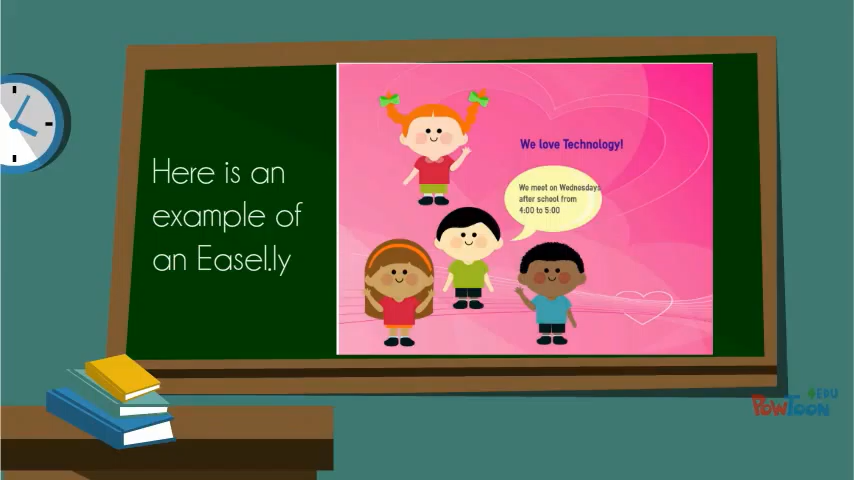 Here is an
example of
an Easel.ly
We love Technology!
We meet on Wednesdays
after school from
4:00 to 5:00
+EDU
PowToon